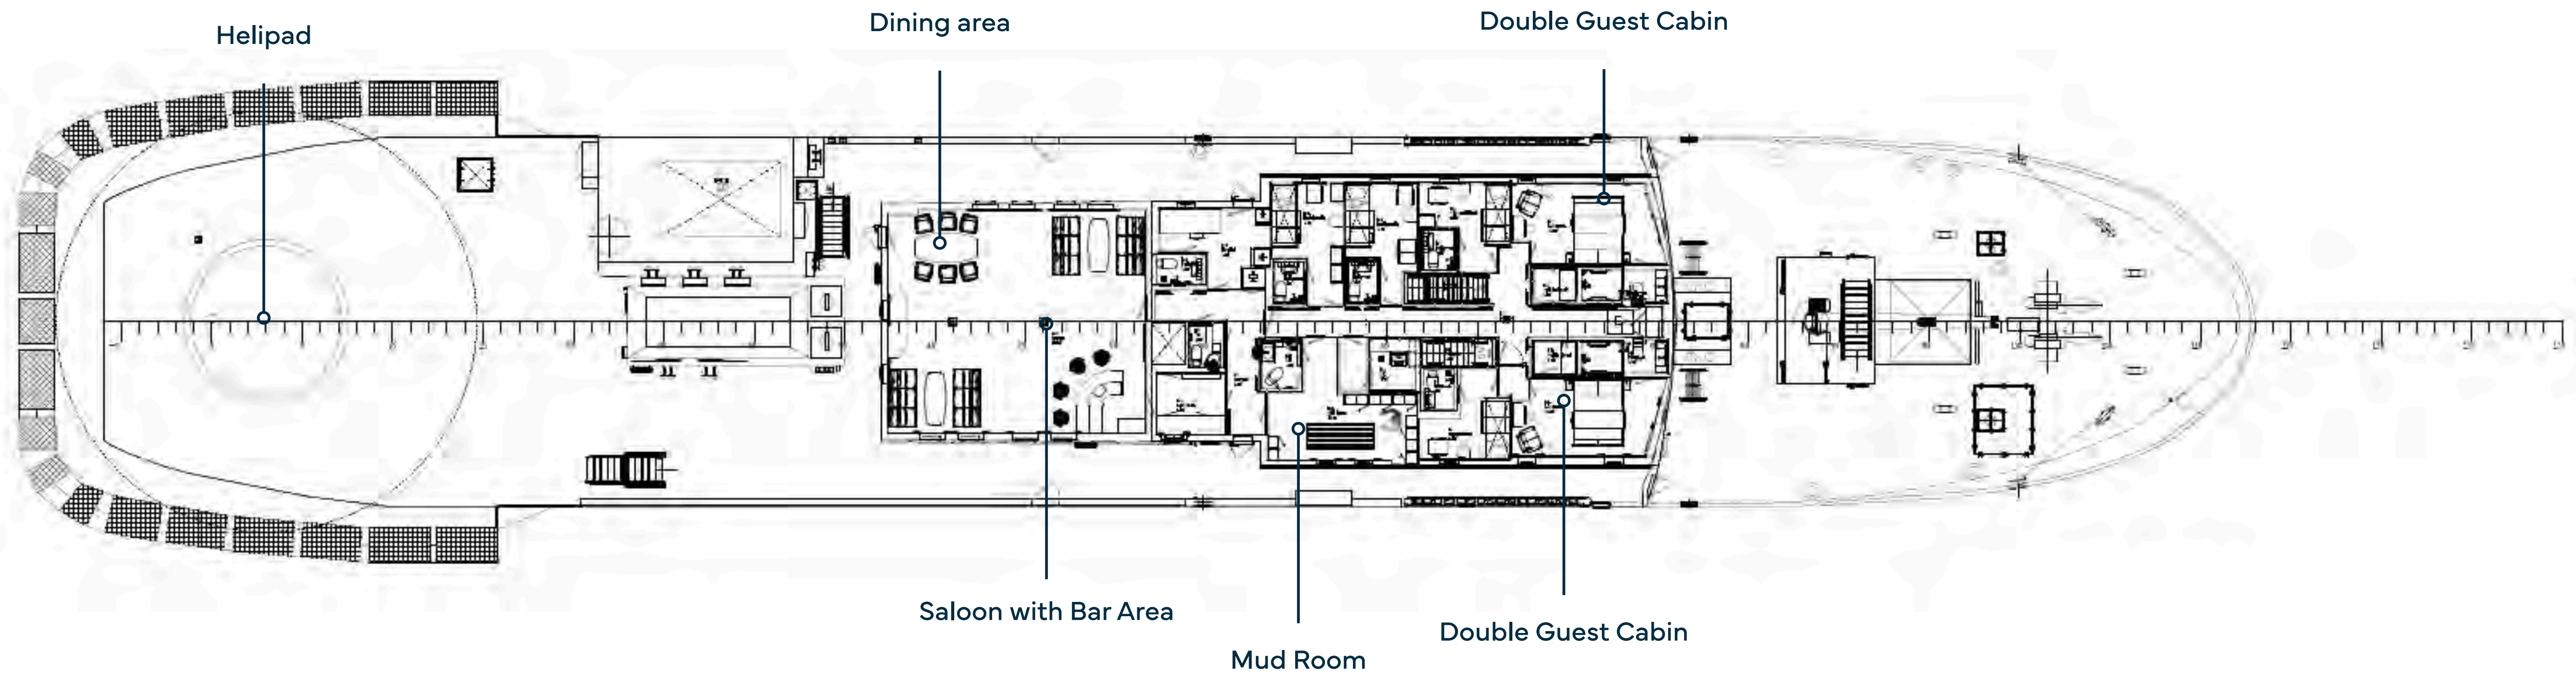 Helipad
Dining area
Double Guest Cabin
Saloon with Bar Area
Mud Room
Double Guest Cabin